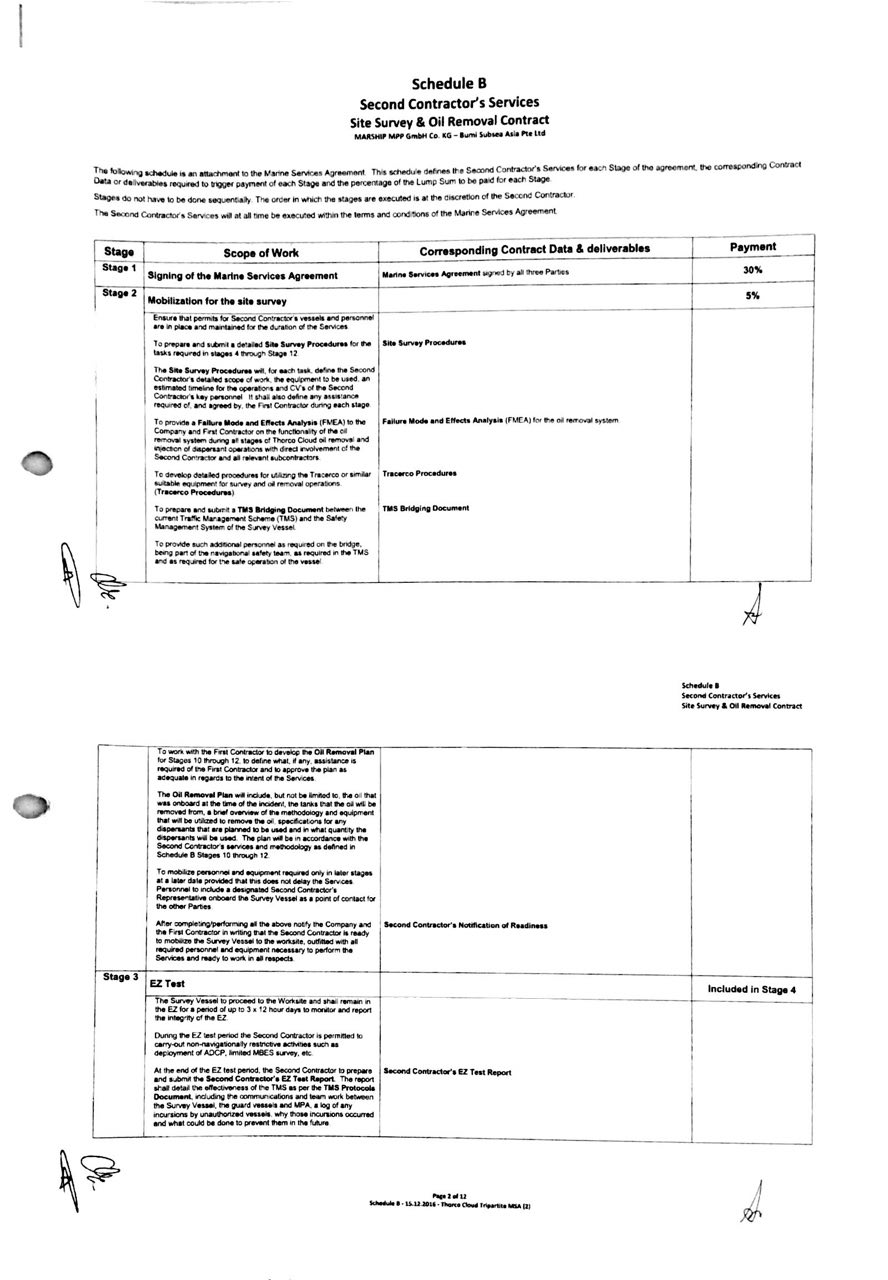 Schedule B
Second Contractor's Services
Site Survey & Oil Removal Contract
MARSHIP MPP GmbH Co. KG – Bumi Subsea Asia Pte Ltd
The following schedule is an attachment to the Marine Services Agreement. This schedule defines the Second Contractor's Services for each Stage of the agreement, the corresponding Contract
Data or deliverables required to trigger payment of each Stage and the percentage of the Lump Sum to be paid for each Stage.
Stages do not have to be done sequentially. The order in which the stages are executed is at the discretion of the Second Contractor.
The Second Contractor's Services will at all time be executed within the terms and conditions of the Marine Services Agreement.
Stage Scope of Work Corresponding Contract Data & deliverables Payment
Stage 1 Signing of the Marine Services Agreement Marine Services Agreement signed by all three Parties 30%
Stage 2 Mobilization for the site survey 5%
Ensure that permits for Second Contractor's vessels and personnel
are in place and maintained for the duration of the Services.
To prepare and submit a detailed Site Survey Procedures for the Site Survey Procedures
tasks required in stages 4 through Stage 12.
The Site Survey Procedures will, for each task, define the Second
Contractor's detailed scope of work, the equipment to be used, an
estimated timeline for the operations and CV's of the Second
Contractor's key personnel. It shall also define any assistance
required of, and agreed by, the First Contractor during each stage.
To provide a Failure Mode and Effects Analysis (FMEA) to the Failure Mode and Effects Analysis (FMEA) for the oil removal system.
Company and First Contractor on the functionality of the oil
removal system during all stages of Thorco Cloud oil removal and
injection of dispersant operations with direct involvement of the
Second Contractor and all relevant subcontractors.
To develop detailed procedures for utilizing the Tracerco or similar Tracerco Procedures
suitable equipment for survey and oil removal operations.
(Tracerco Procedures)
To prepare and submit a TMS Bridging Document between the TMS Bridging Document
current Traffic Management Scheme (TMS) and the Safety
Management System of the Survey Vessel.
To provide such additional personnel as required on the bridge,
being part of the navigational safety team, as required in the TMS
and as required for the safe operation of the vessel.
Schedule B
Second Contractor's Services
Site Survey & Oil Removal Contract
To work with the First Contractor to develop the Oil Removal Plan
for Stages 10 through 12, to define what, if any, assistance is
required of the First Contractor and to approve the plan as
adequate in regards to the intent of the Services.
The Oil Removal Plan will include, but not be limited to, the oil that
was onboard at the time of the incident, the tanks that the oil will be
removed from, a brief overview of the methodology and equipment
that will be utilized to remove the oil, specifications for any
dispersants that are planned to be used and in what quantity the
dispersants will be used. The plan will be in accordance with the
Second Contractor's services and methodology as defined in
Schedule B Stages 10 through 12.
To mobilize personnel and equipment required only in later stages
at a later date provided that this does not delay the Services.
Personnel to include a designated Second Contractor's
Representative onboard the Survey Vessel as a point of contact for
the other Parties.
After completing/performing all the above notify the Company and Second Contractor's Notification of Readiness
the First Contractor in writing that the Second Contractor is ready
to mobilize the Survey Vessel to the worksite, outfitted with all
required personnel and equipment necessary to perform the
Services and ready to work in all respects.
Stage 3 EZ Test Included in Stage 4
The Survey Vessel to proceed to the Worksite and shall remain in
the EZ for a period of up to 3 x 12 hour days to monitor and report
the integrity of the EZ.
During the EZ test period the Second Contractor is permitted to
carry-out non-navigationally restrictive activities such as
deployment of ADCP, limited MBES survey, etc.
At the end of the EZ test period, the Second Contractor to prepare Second Contractor's EZ Test Report
and submit the Second Contractor's EZ Test Report. The report
shall detail the effectiveness of the TMS as per the TMS Protocols
Document, including the communications and team work between
the Survey Vessel, the guard vessels and MPA, a log of any
incursions by unauthorized vessels, why those incursions occurred
and what could be done to prevent them in the future.
Page 2 of 12
Schedule B - 15.12.2016 - Thorco Cloud Tripartite MSA (2)